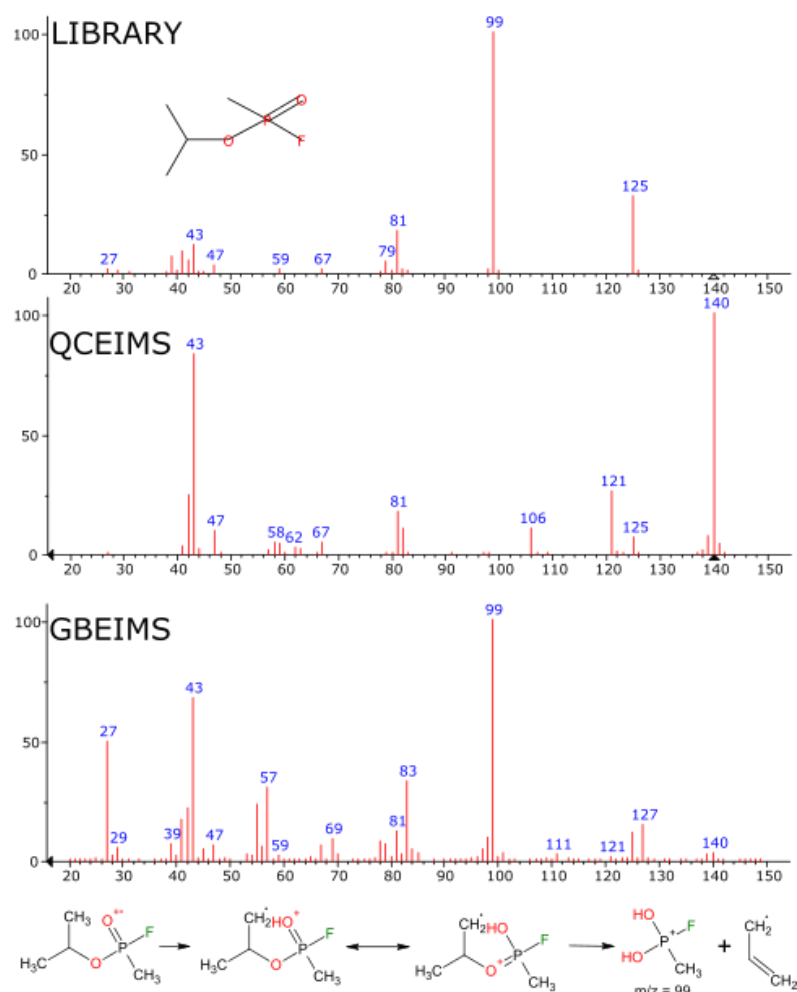 LIBRARY
100
50
0
27 43 47 59 67 79 81 99 125
O
P
O F
20 30 40 50 60 70 80 90 100 110 120 130 140 150
QCEIMS
100
50
0
43 47 58 62 67 81 106 121 125 140
20 30 40 50 60 70 80 90 100 110 120 130 140 150
GBEIMS
100
50
0
27 29 39 43 47 57 59 69 81 83 99 111 121 127 140
20 30 40 50 60 70 80 90 100 110 120 130 140 150
CH₃ O⁺• F P H₃C O CH₃
CH₂• HO⁺ F P H₃C O CH₃
CH₂• HO F P H₃C O⁺ CH₃
HO P⁺ F HO CH₃ + CH₂• CH₂
m/z = 99